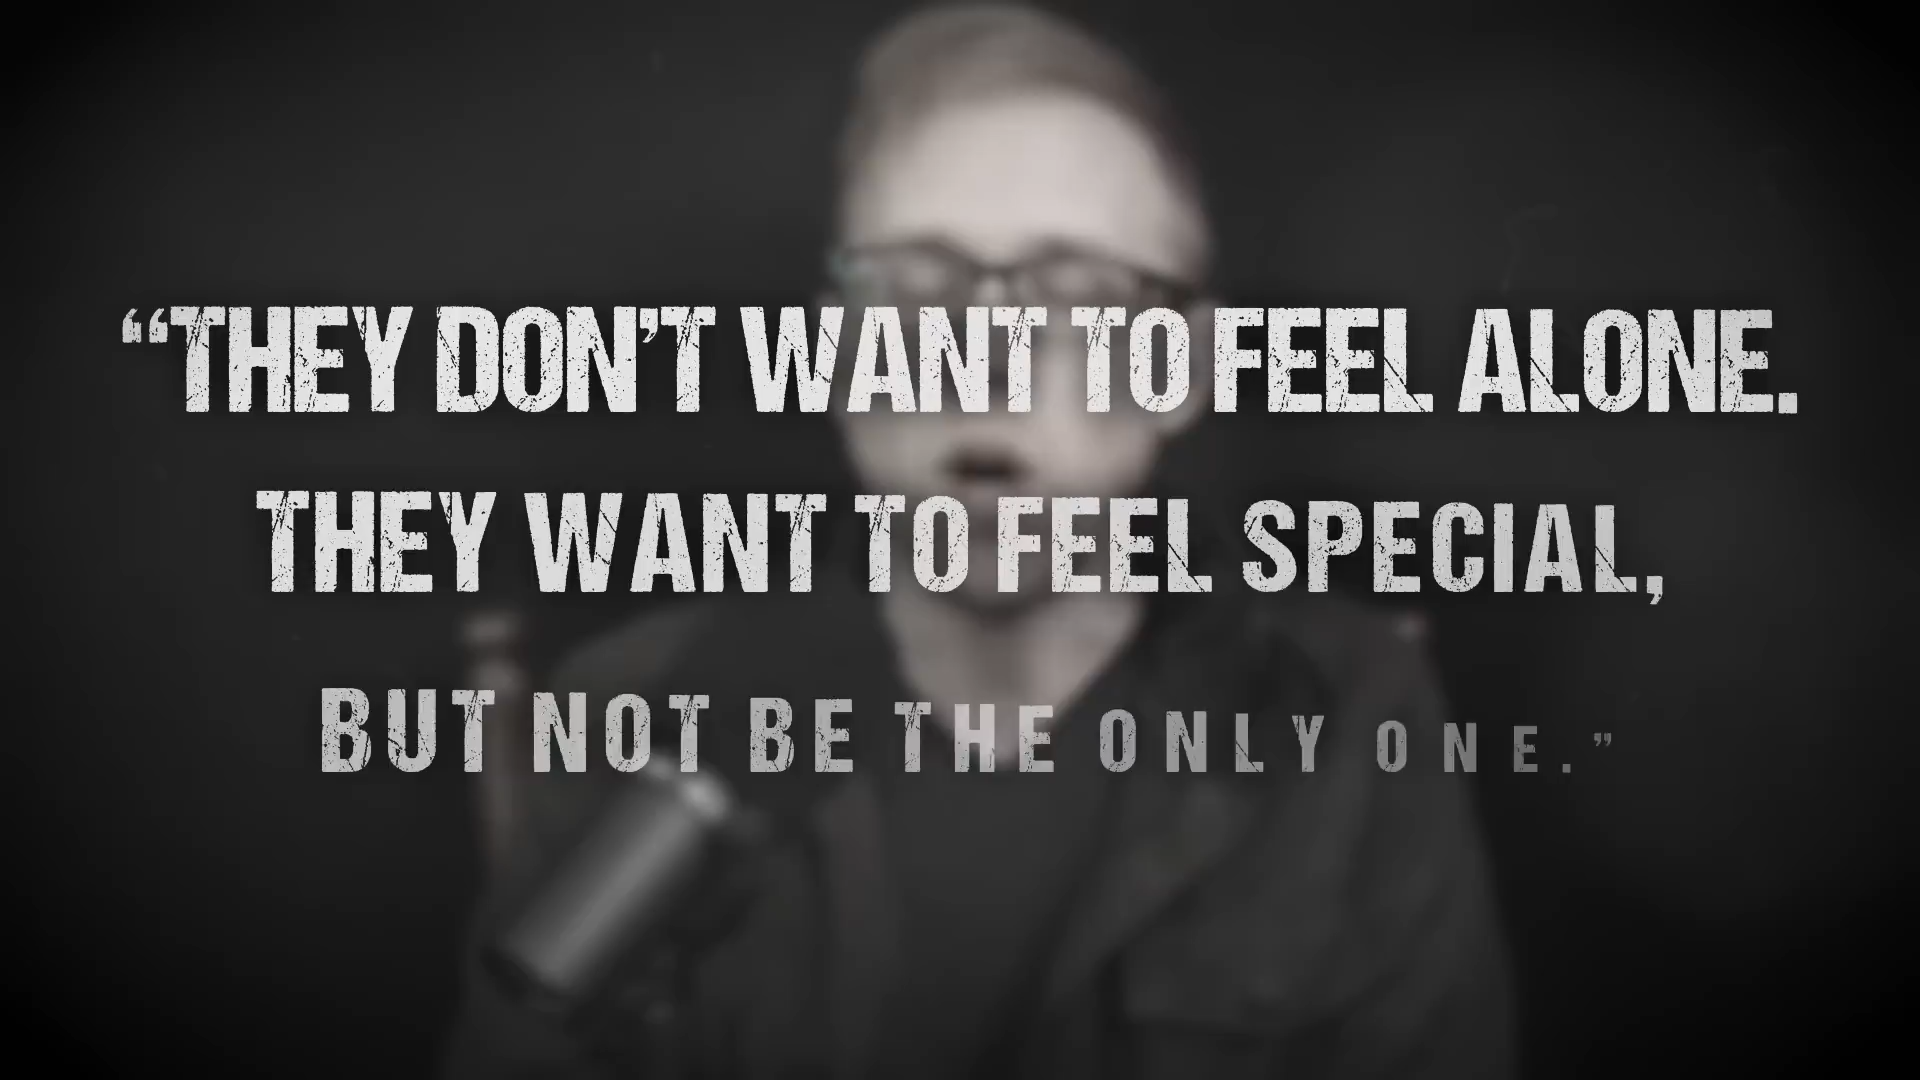 “THEY DON’T WANT TO FEEL ALONE.
THEY WANT TO FEEL SPECIAL,
BUT NOT BE THE ONLY ONE.”